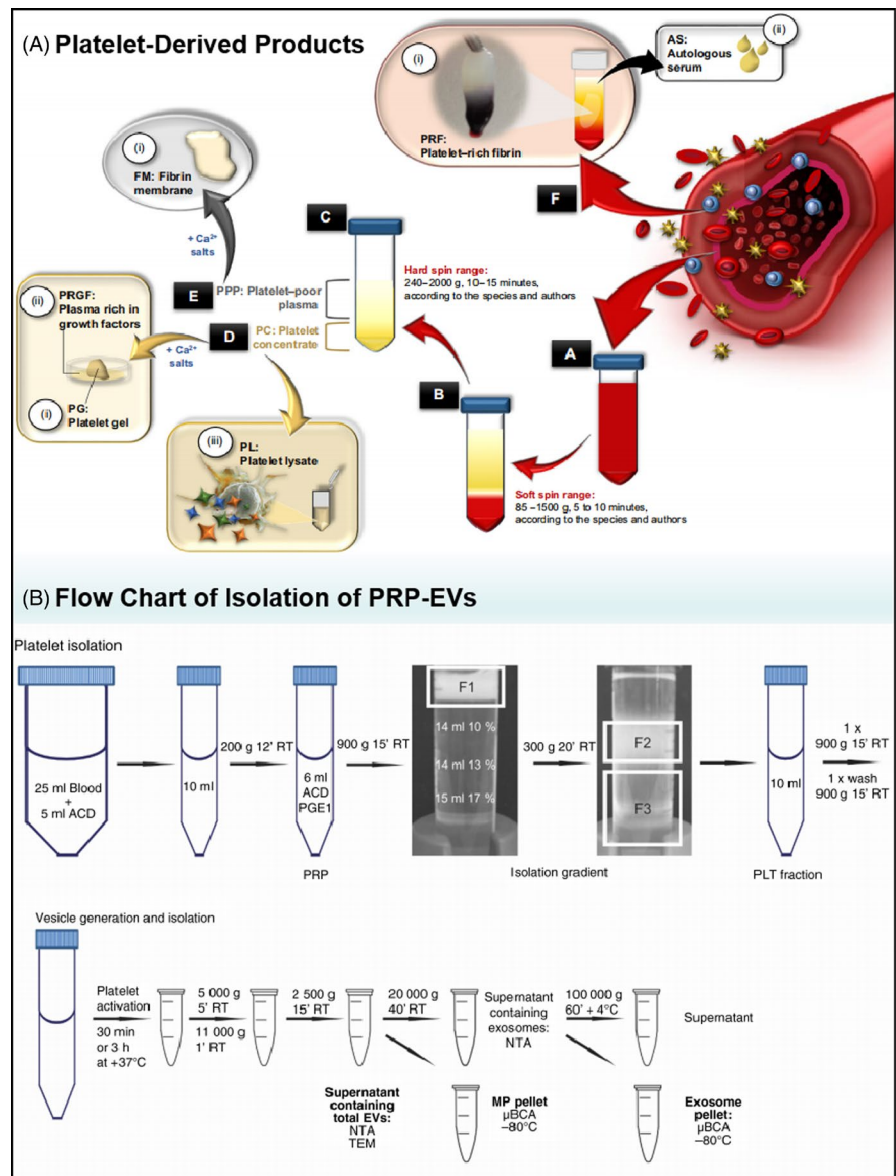 (A) Platelet-Derived Products
(i)
PRF:
Platelet–rich fibrin
AS:
Autologous
serum
(ii)
F
(i)
FM: Fibrin
membrane
+ Ca²⁺
salts
C
Hard spin range:
240–2000 g, 10–15 minutes,
according to the species and authors
E
PPP: Platelet–poor
plasma
D
PC: Platelet
concentrate
(ii)
PRGF:
Plasma rich in
growth factors
+ Ca²⁺
salts
(i)
PG:
Platelet gel
A
B
(iii)
PlL:
Platelet lysate
Soft spin range:
85 –1500 g, 5 to 10 minutes,
according to the species and authors
(B) Flow Chart of Isolation of PRP-EVs
Platelet isolation
25 ml Blood
+
5 ml ACD
10 ml
200 g 12' RT
6 ml
ACD
PGE1
PRP
900 g 15' RT
F1
14 ml 10 %
14 ml 13 %
15 ml 17 %
300 g 20' RT
F2
F3
Isolation gradient
10 ml
PLT fraction
1 x
900 g 15' RT
1 x wash
900 g 15' RT
Vesicle generation and isolation
Platelet
activation
30 min
or 3 h
at +37°C
5 000 g
5' RT
11 000 g
1' RT
2 500 g
15' RT
20 000 g
40' RT
Supernatant
containing
exosomes:
NTA
100 000 g
60' + 4°C
Supernatant
Supernatant
containing
total EVs:
NTA
TEM
MP pellet
µBCA
–80°C
Exosome
pellet:
µBCA
–80°C